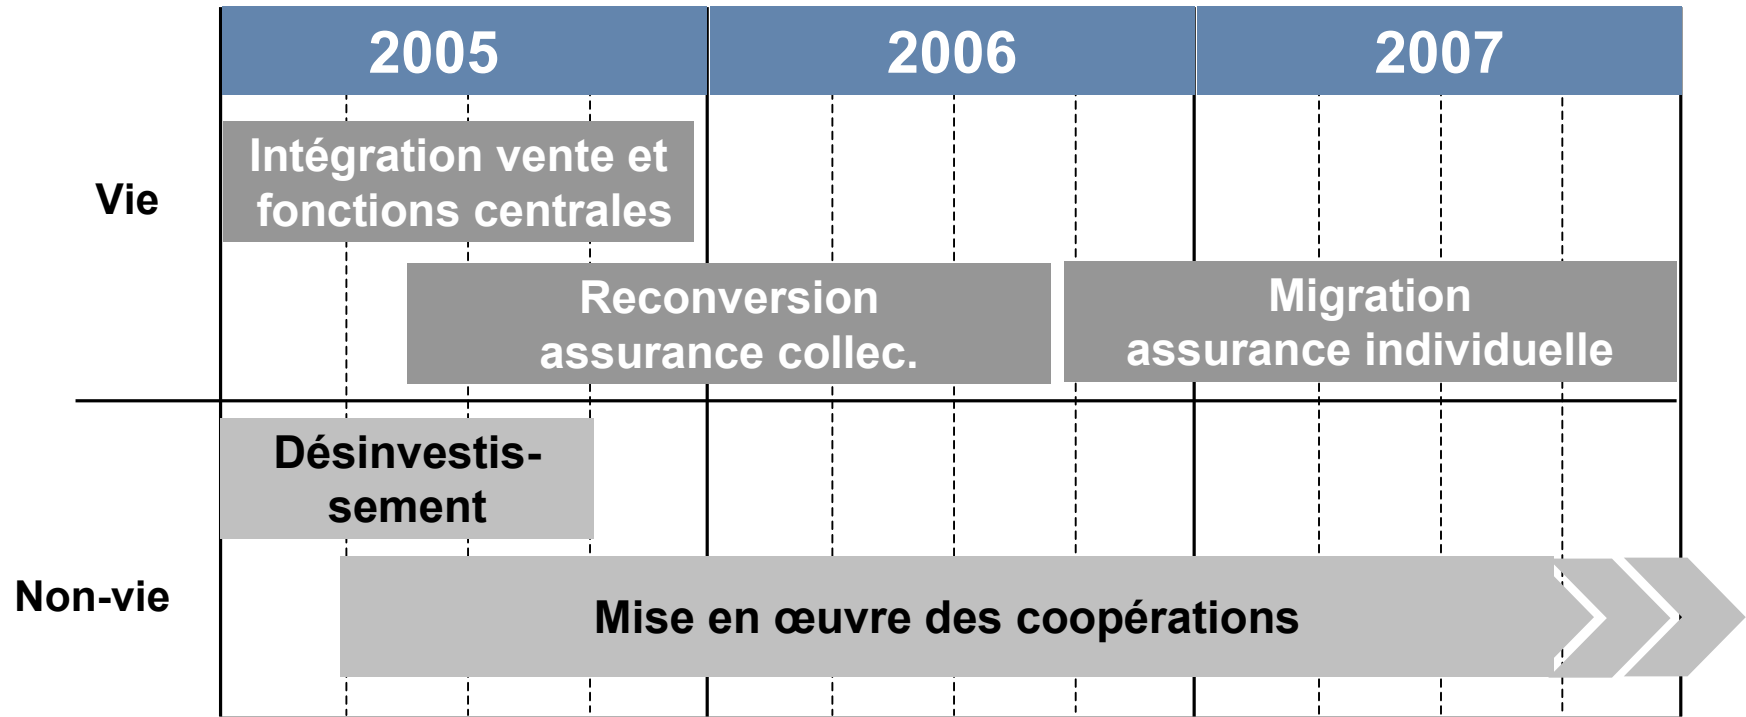 2005 2006 2007
Vie
Intégration vente et
fonctions centrales
Reconversion
assurance collec.
Migration
assurance individuelle
Non-vie
Désinvestis-
sement
Mise en œuvre des coopérations